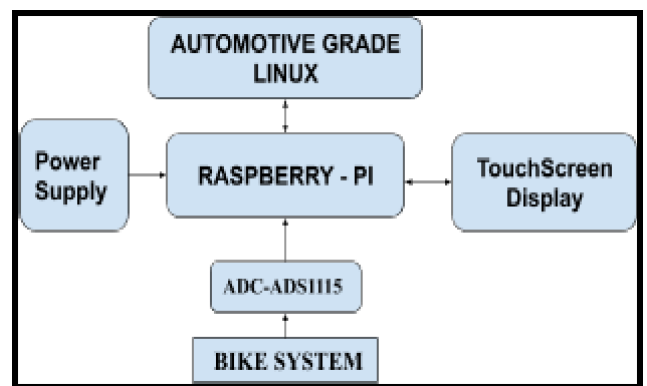 AUTOMOTIVE GRADE
LINUX
Power
Supply
RASPBERRY - PI
TouchScreen
Display
ADC-ADS1115
BIKE SYSTEM